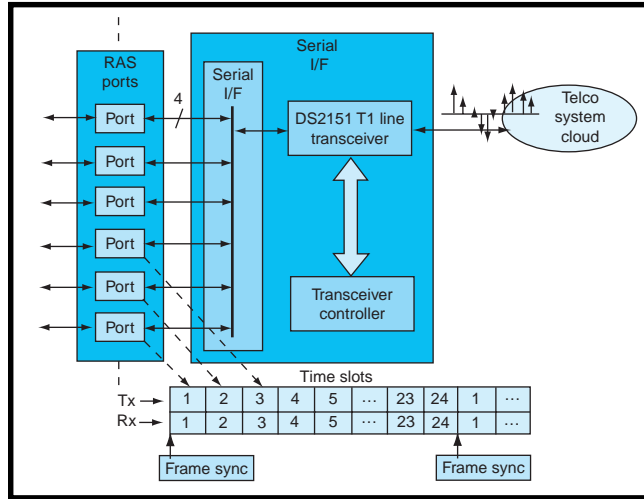 RAS
ports
Serial
I/F
Serial
I/F
4
Port
Port
Port
Port
Port
Port
DS2151 T1 line
transceiver
Telco
system
cloud
Transceiver
controller
Time slots
Tx 1 2 3 4 5 ... 23 24 1 ...
Rx 1 2 3 4 5 ... 23 24 1 ...
Frame sync
Frame sync